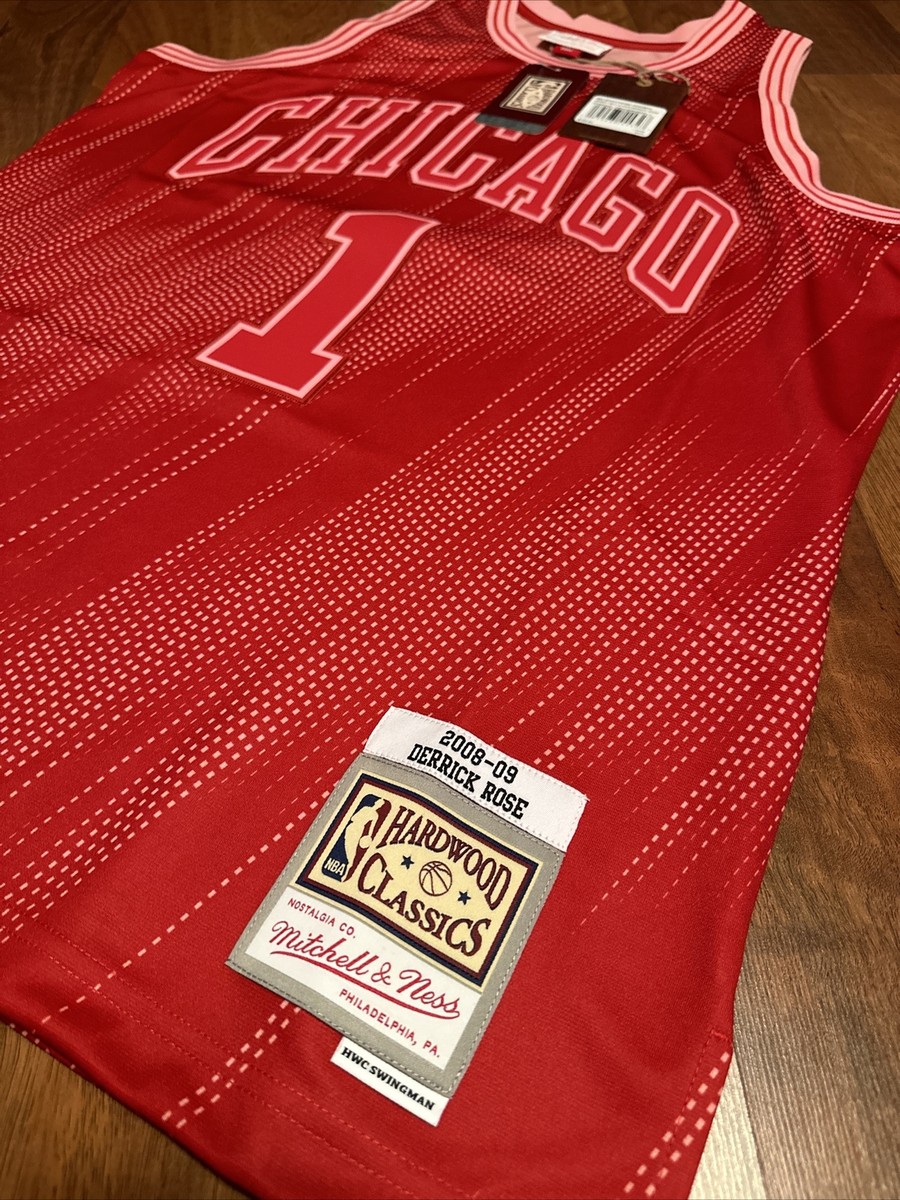 CHICAGO
1
2008-09
DERRICK ROSE
NBA
HARDWOOD
CLASSICS
NOSTALGIA CO.
Mitchell & Ness
PHILADELPHIA, PA.
HWC SWINGMAN